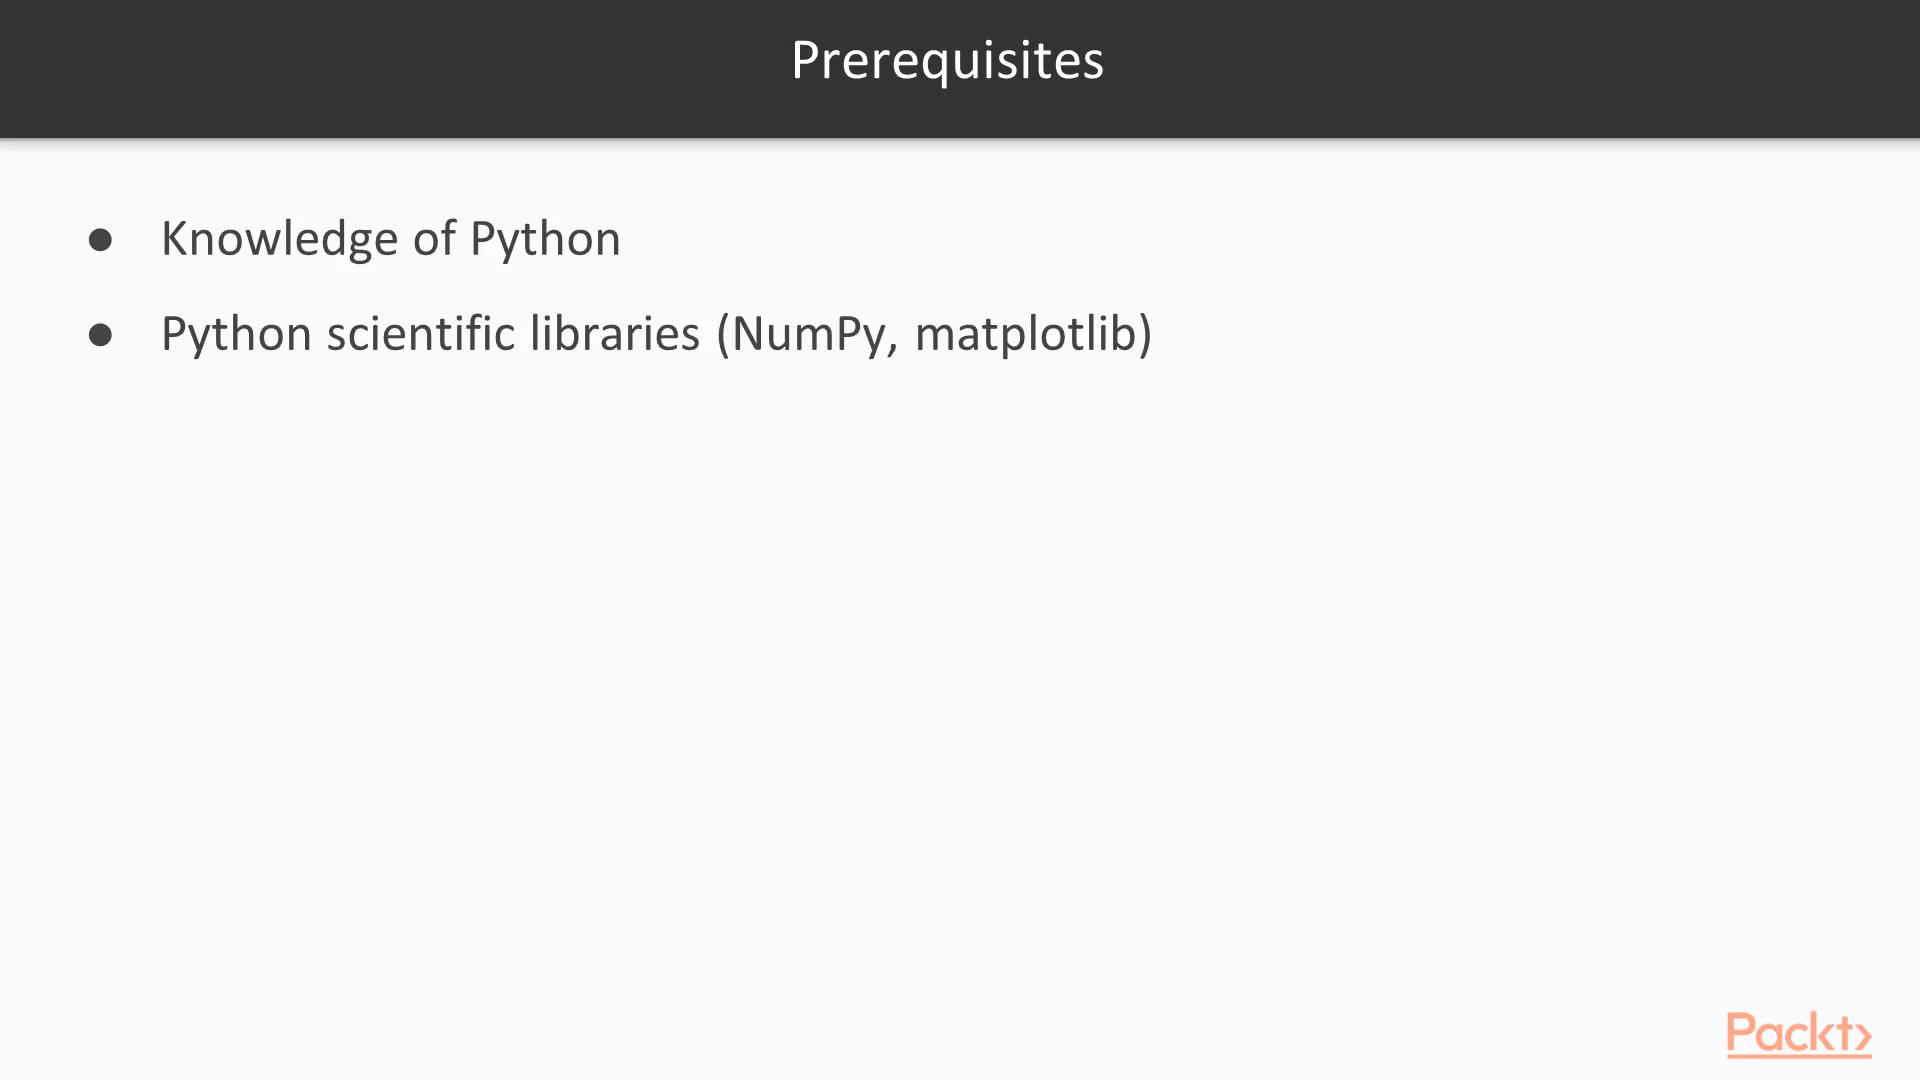 Prerequisites
● Knowledge of Python
● Python scientific libraries (NumPy, matplotlib)
Packt>